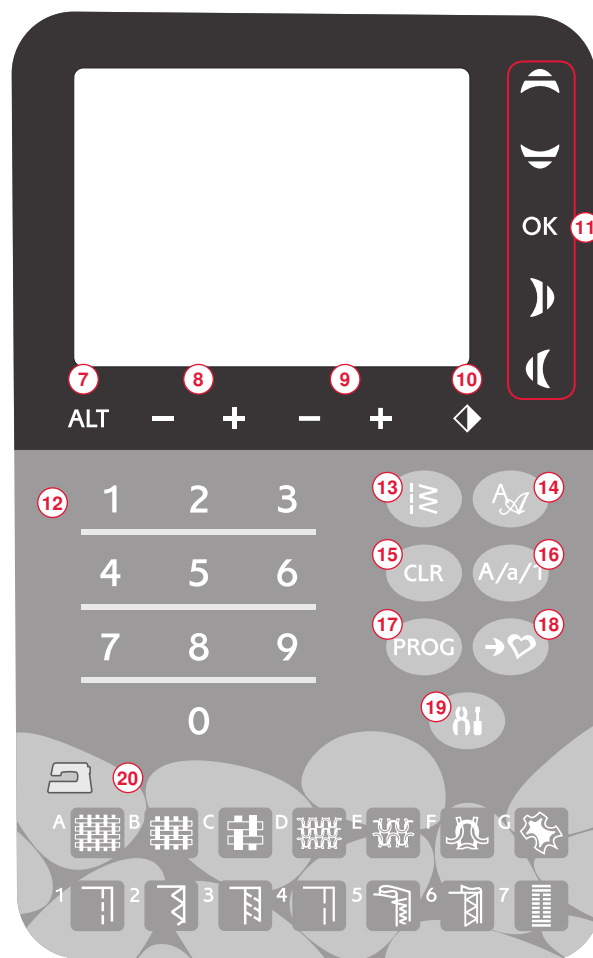 OK 11
7 8 9 10
ALT − + − +
12 1 2 3 13 14 A
4 5 6 15 CLR 16 A/a/1
7 8 9 17 PROG 18
0 19
20
A B C D E F G
1 2 3 4 5 6 7